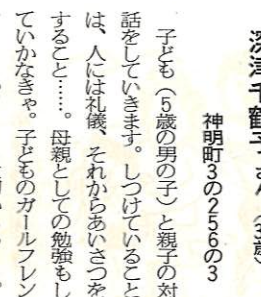 深津千鶴子さん（3歳）
神明町3の256の3
子ども（5歳の男の子）と親子の対
話をしていきます。しつけていること
は、人には礼儀、それからあいさつを
すること……。母親としての勉強もし
ていかなきゃ。子どものガールフレン